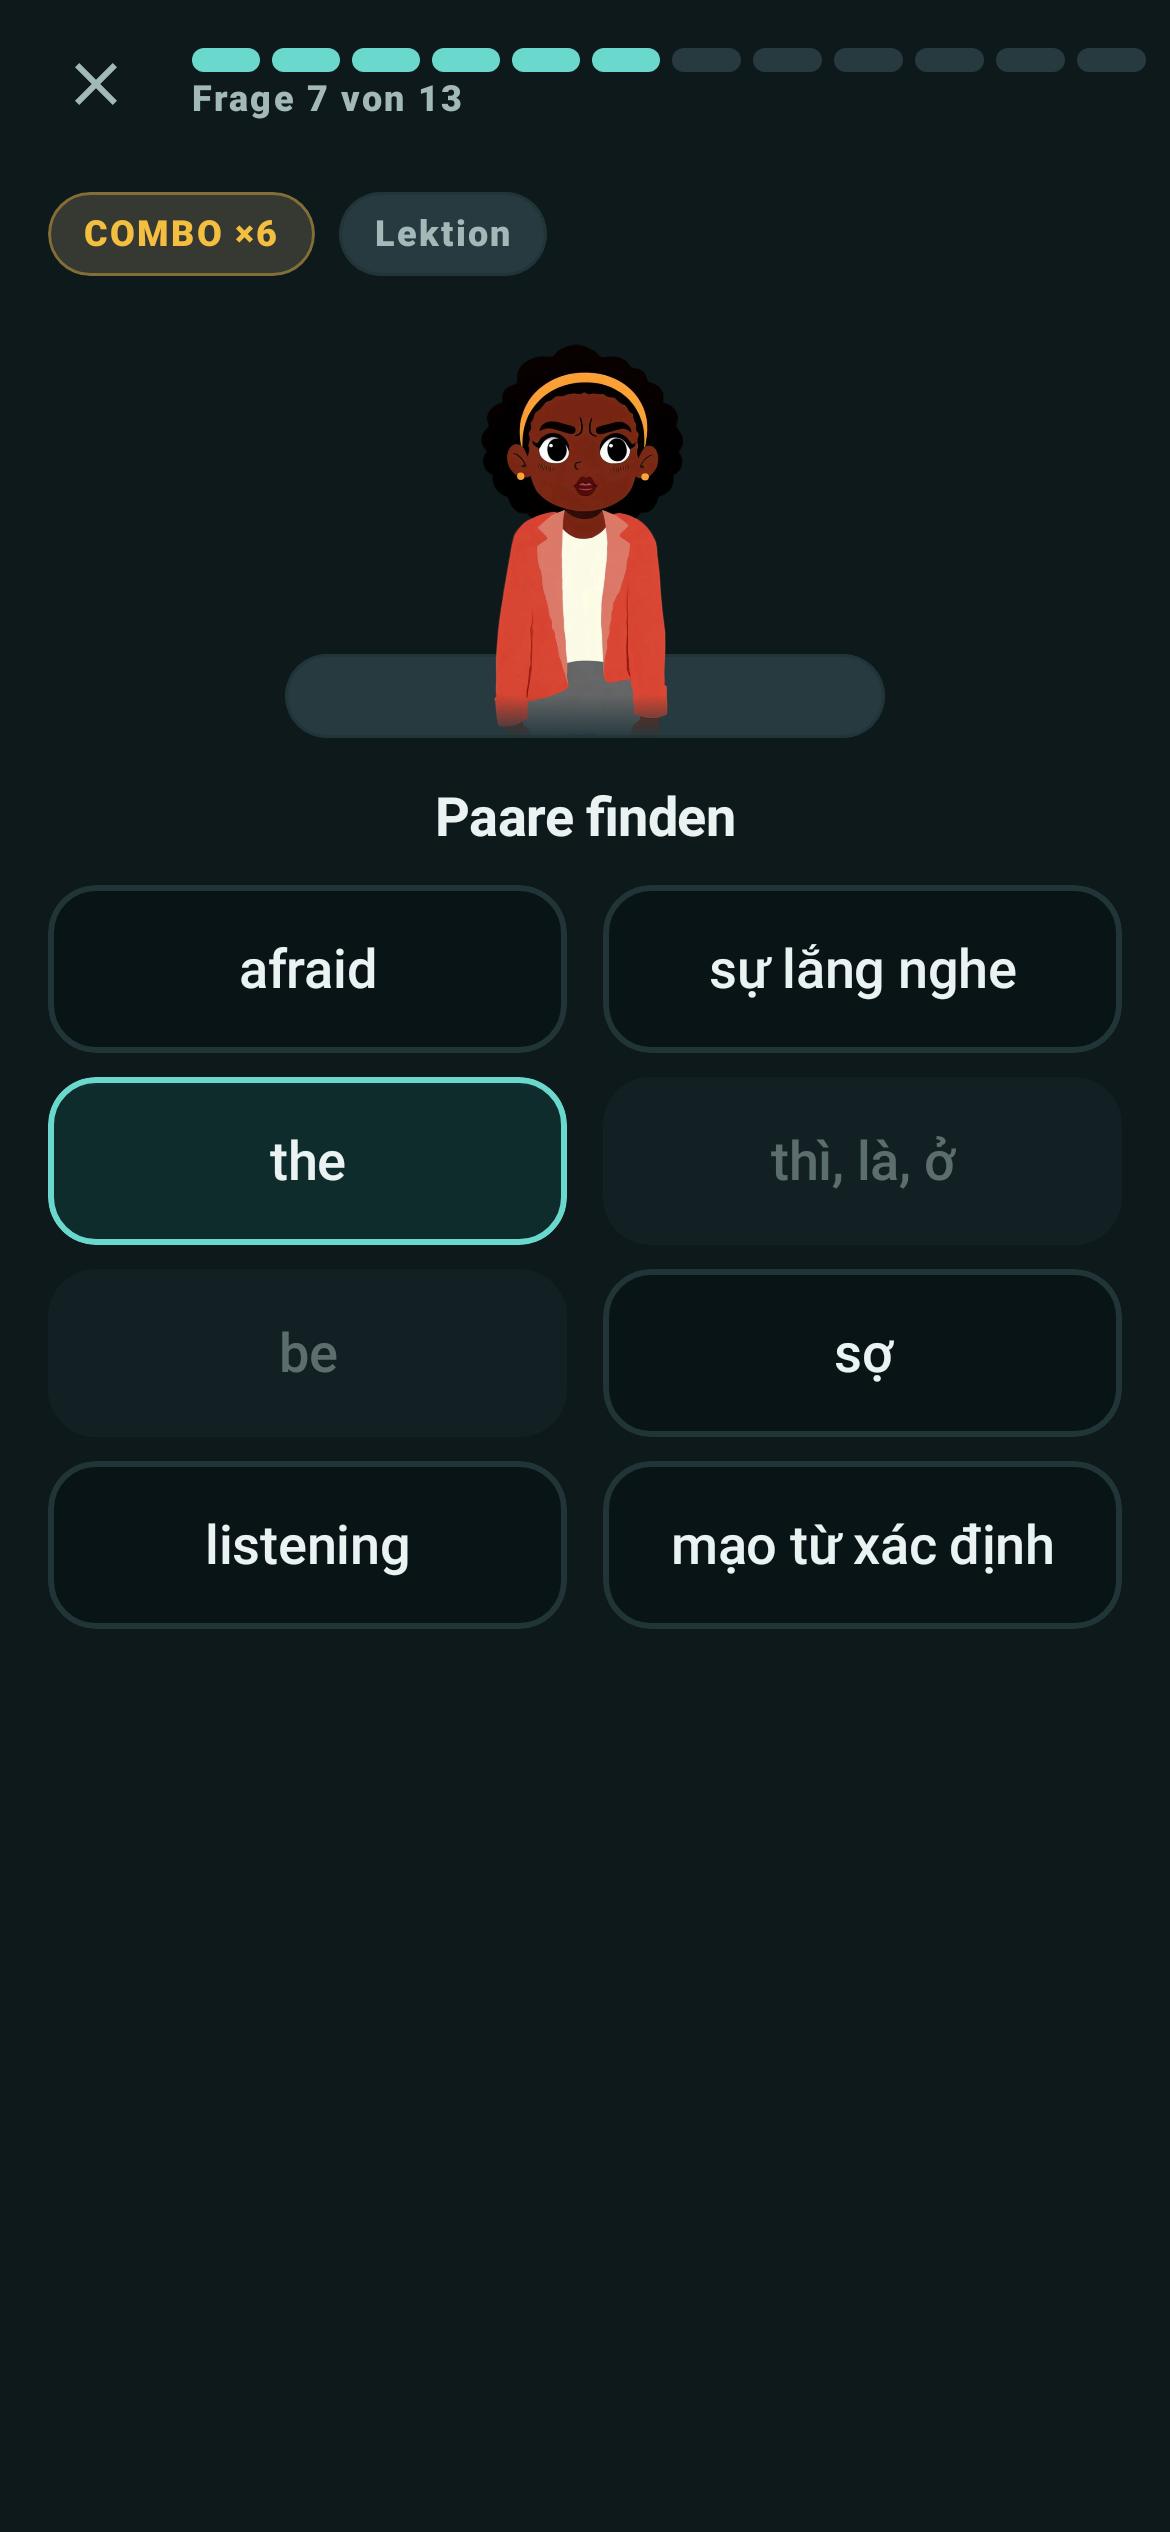 Frage 7 von 13
COMBO ×6
Lektion
Paare finden
afraid
sự lắng nghe
the
thì, là, ở
be
sợ
listening
mạo từ xác định